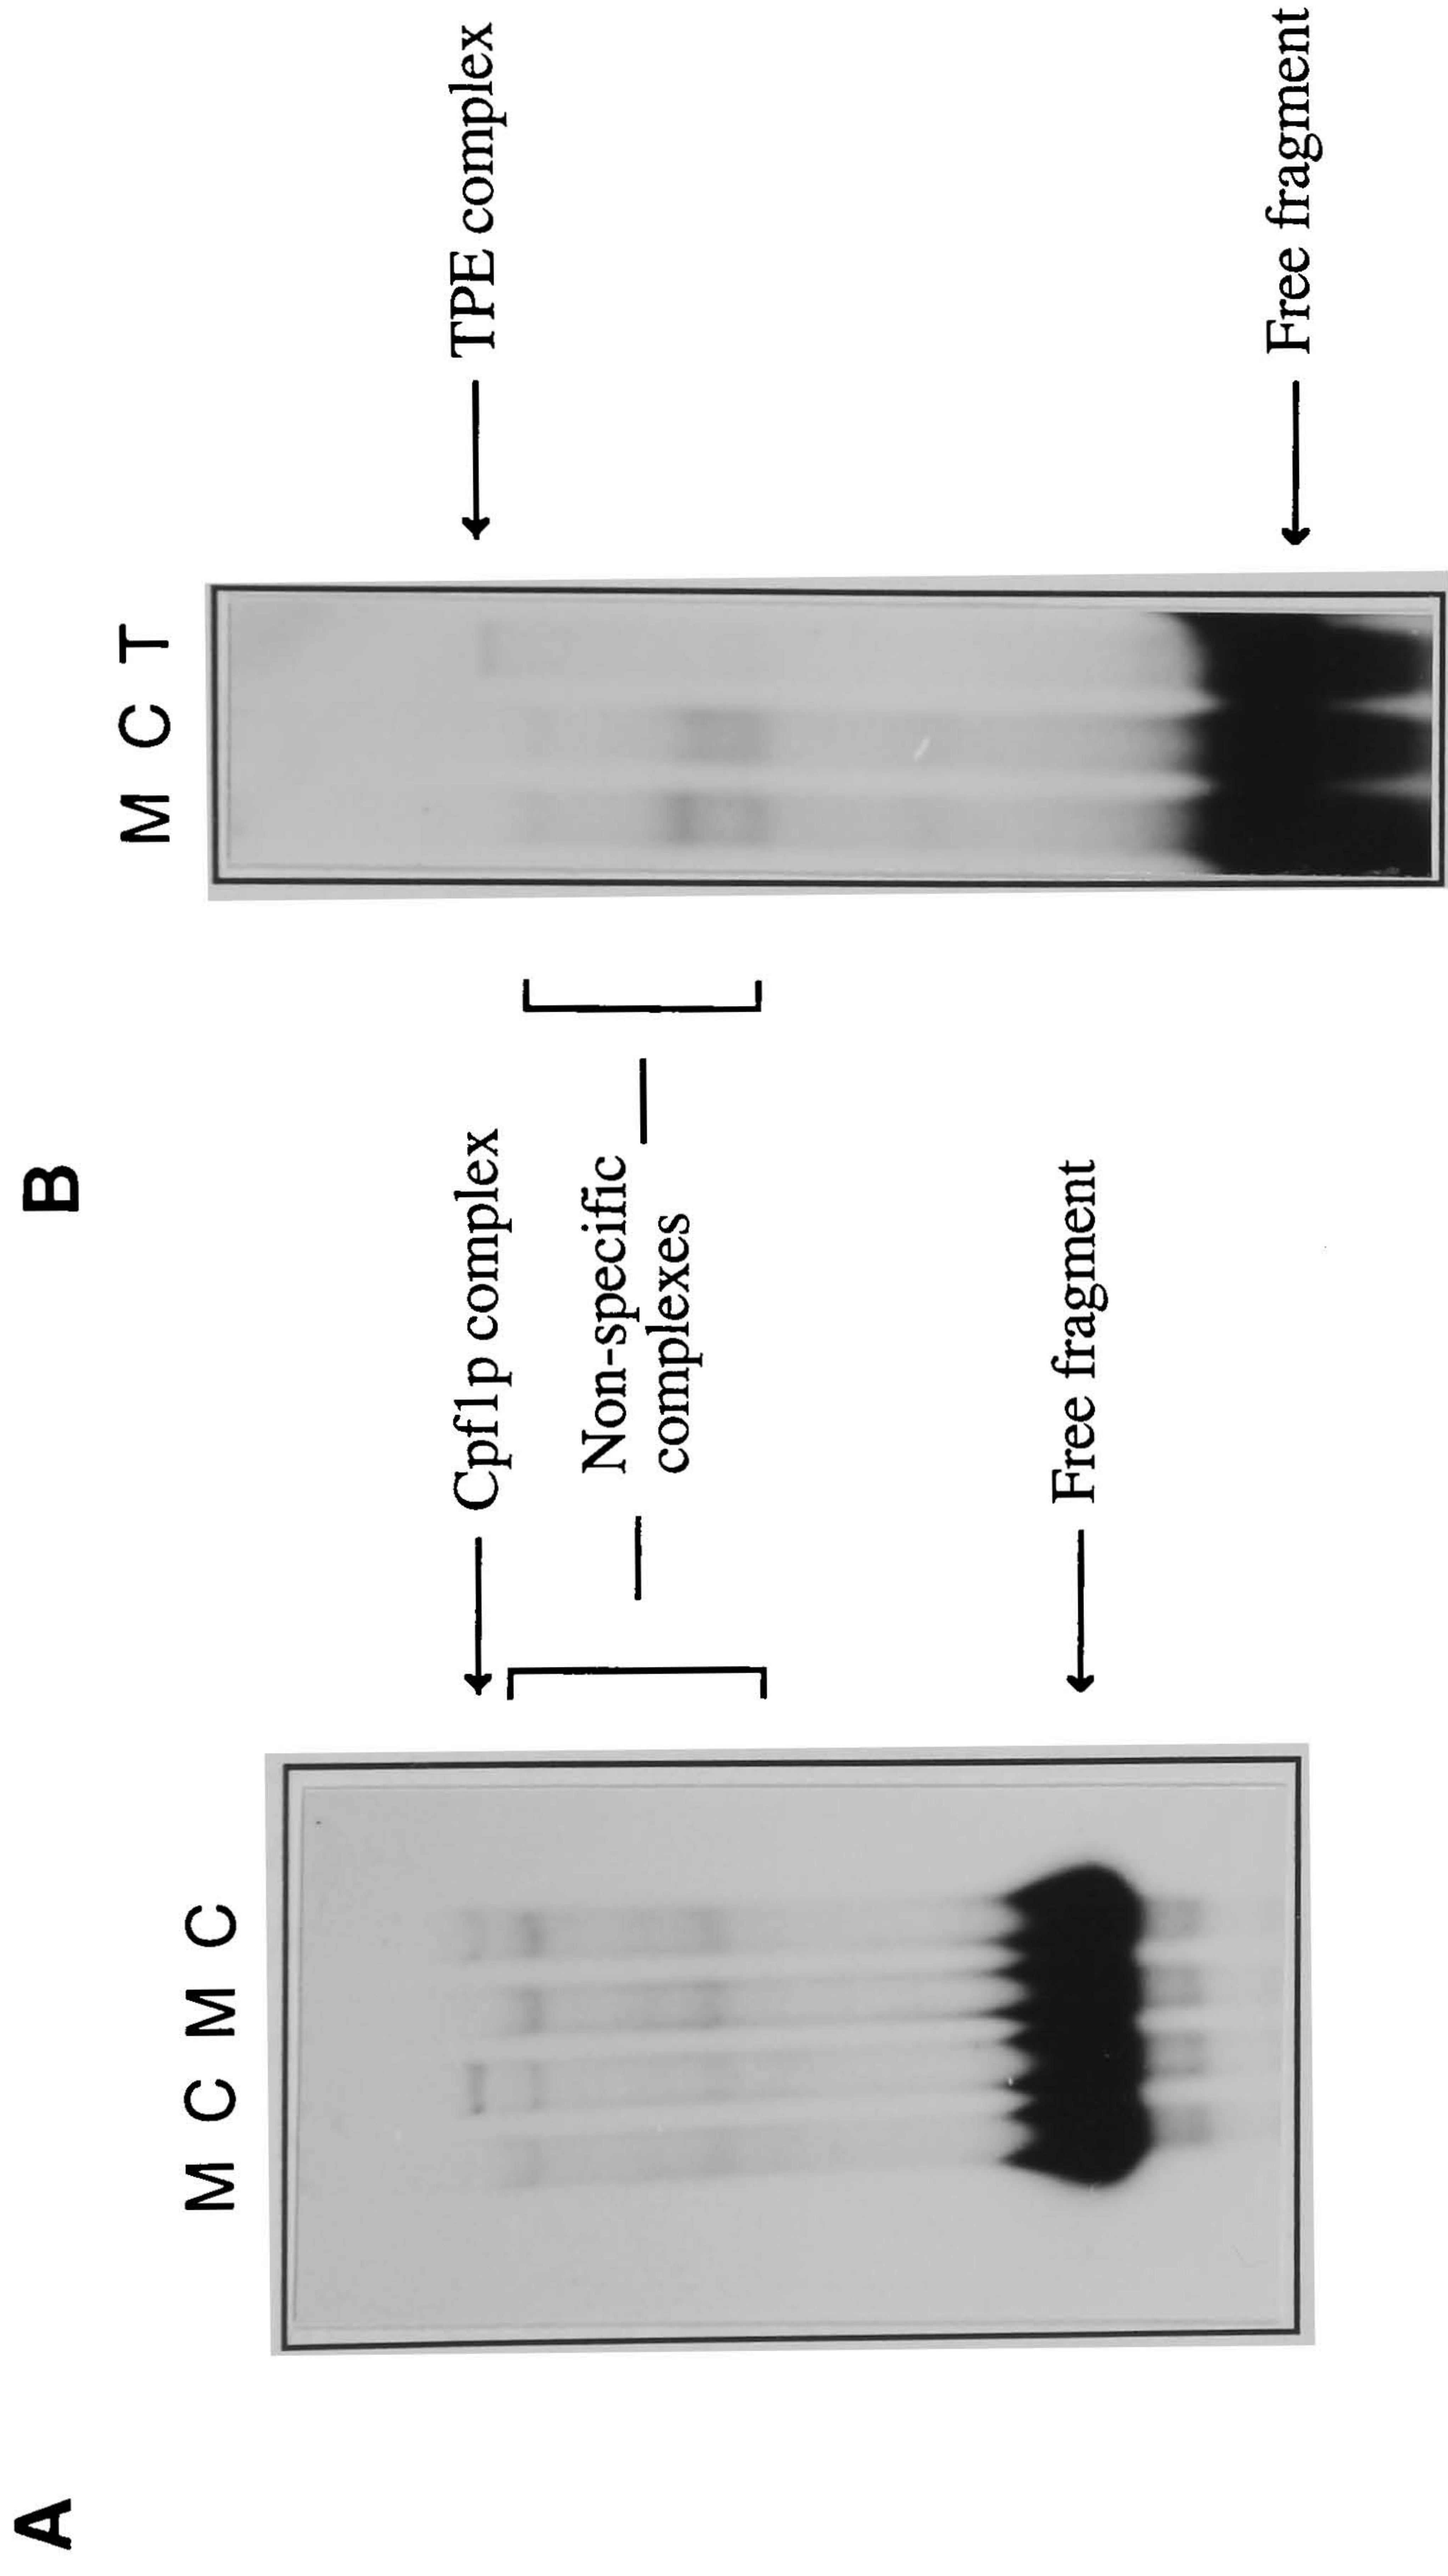 A
M C M C
Cpf1p complex
Non-specific
complexes
Free fragment
B
M C T
TPE complex
Free fragment